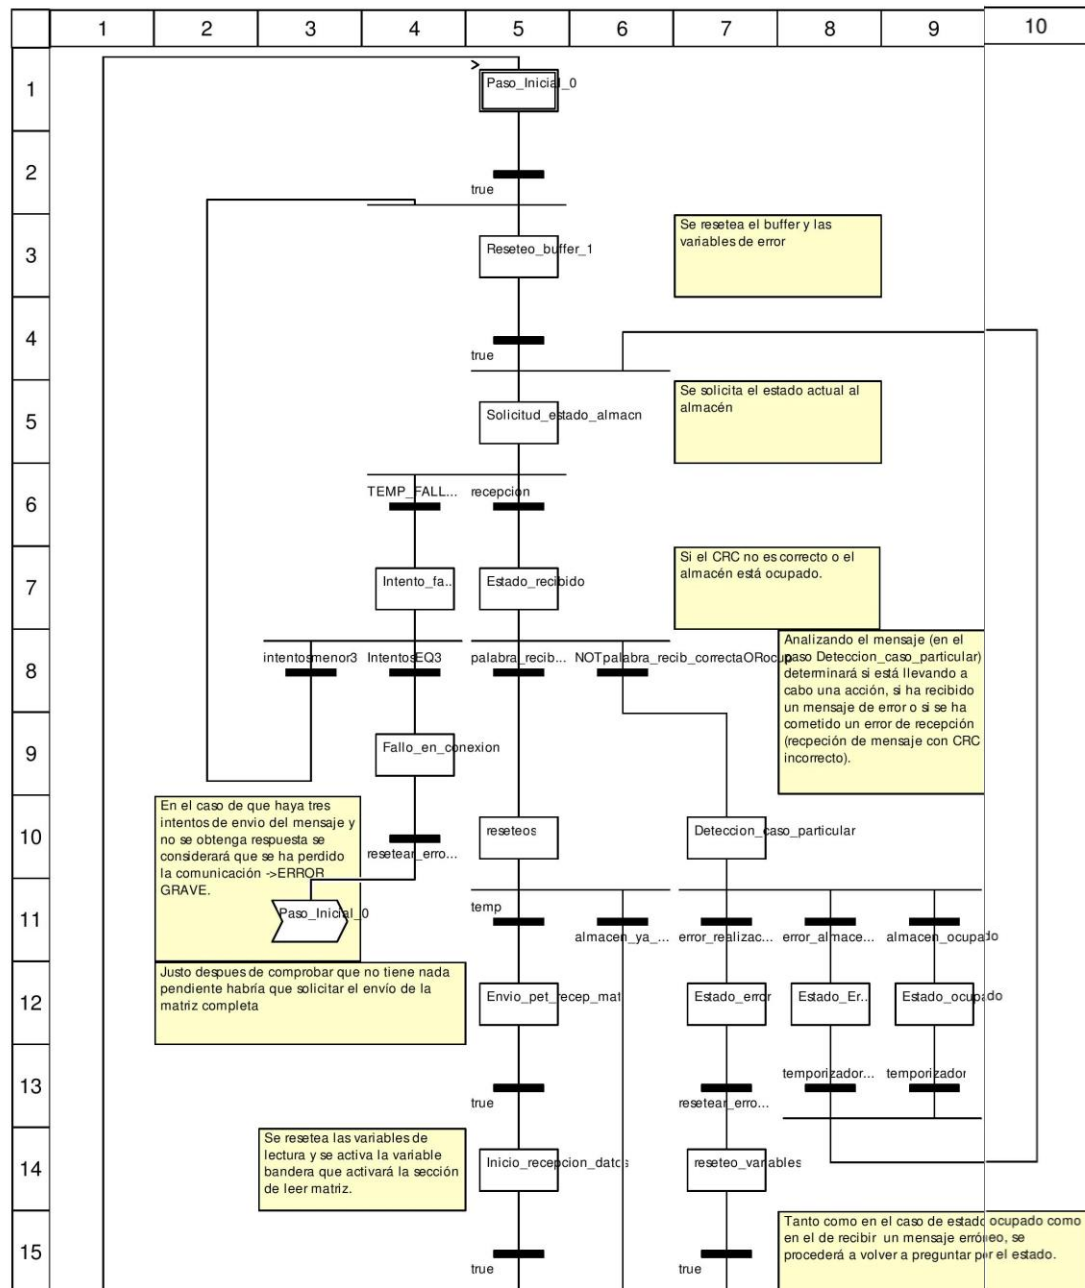 1 2 3 4 5 6 7 8 9 10
1
Paso_Inicial_0
2
true
3
Reseteo_buffer_1
Se resetea el buffer y las
variables de error
4
true
5
Solicitud_estado_almacn
Se solicita el estado actual al
almacén
6
TEMP_FALL... recepcion
7
Intento_fa.. Estado_recibido
Si el CRC no es correcto o el
almacén está ocupado.
8
intentosmenor3 IntentosEQ3 palabra_recib... NOTpalabra_recib_correctaORocup
Analizando el mensaje (en el
paso Deteccion_caso_particular)
determinará si está llevando a
cabo una acción, si ha recibido
un mensaje de error o si se ha
cometido un error de recepción
(recpeción de mensaje con CRC
incorrecto).
9
Fallo_en_conexion
10
En el caso de que haya tres
intentos de envio del mensaje y
no se obtenga respuesta se
considerará que se ha perdido
la comunicación ->ERROR
GRAVE.
resetear_erro...
reseteos
Deteccion_caso_particular
11
Paso_Inicial_0
temp
almacen_ya_... error_realizac... error_almace... almacen_ocupado
12
Justo despues de comprobar que no tiene nada
pendiente habría que solicitar el envío de la
matriz completa
Envio_pet_recep_mat
Estado_error Estado_Er.. Estado_ocupado
13
true
resetear_erro...
temporizador... temporizador
14
Se resetea las variables de
lectura y se activa la variable
bandera que activará la sección
de leer matriz.
Inicio_recepcion_datos
reseteo_variables
15
true
true
Tanto como en el caso de estado ocupado como
en el de recibir un mensaje erróneo, se
procederá a volver a preguntar por el estado.